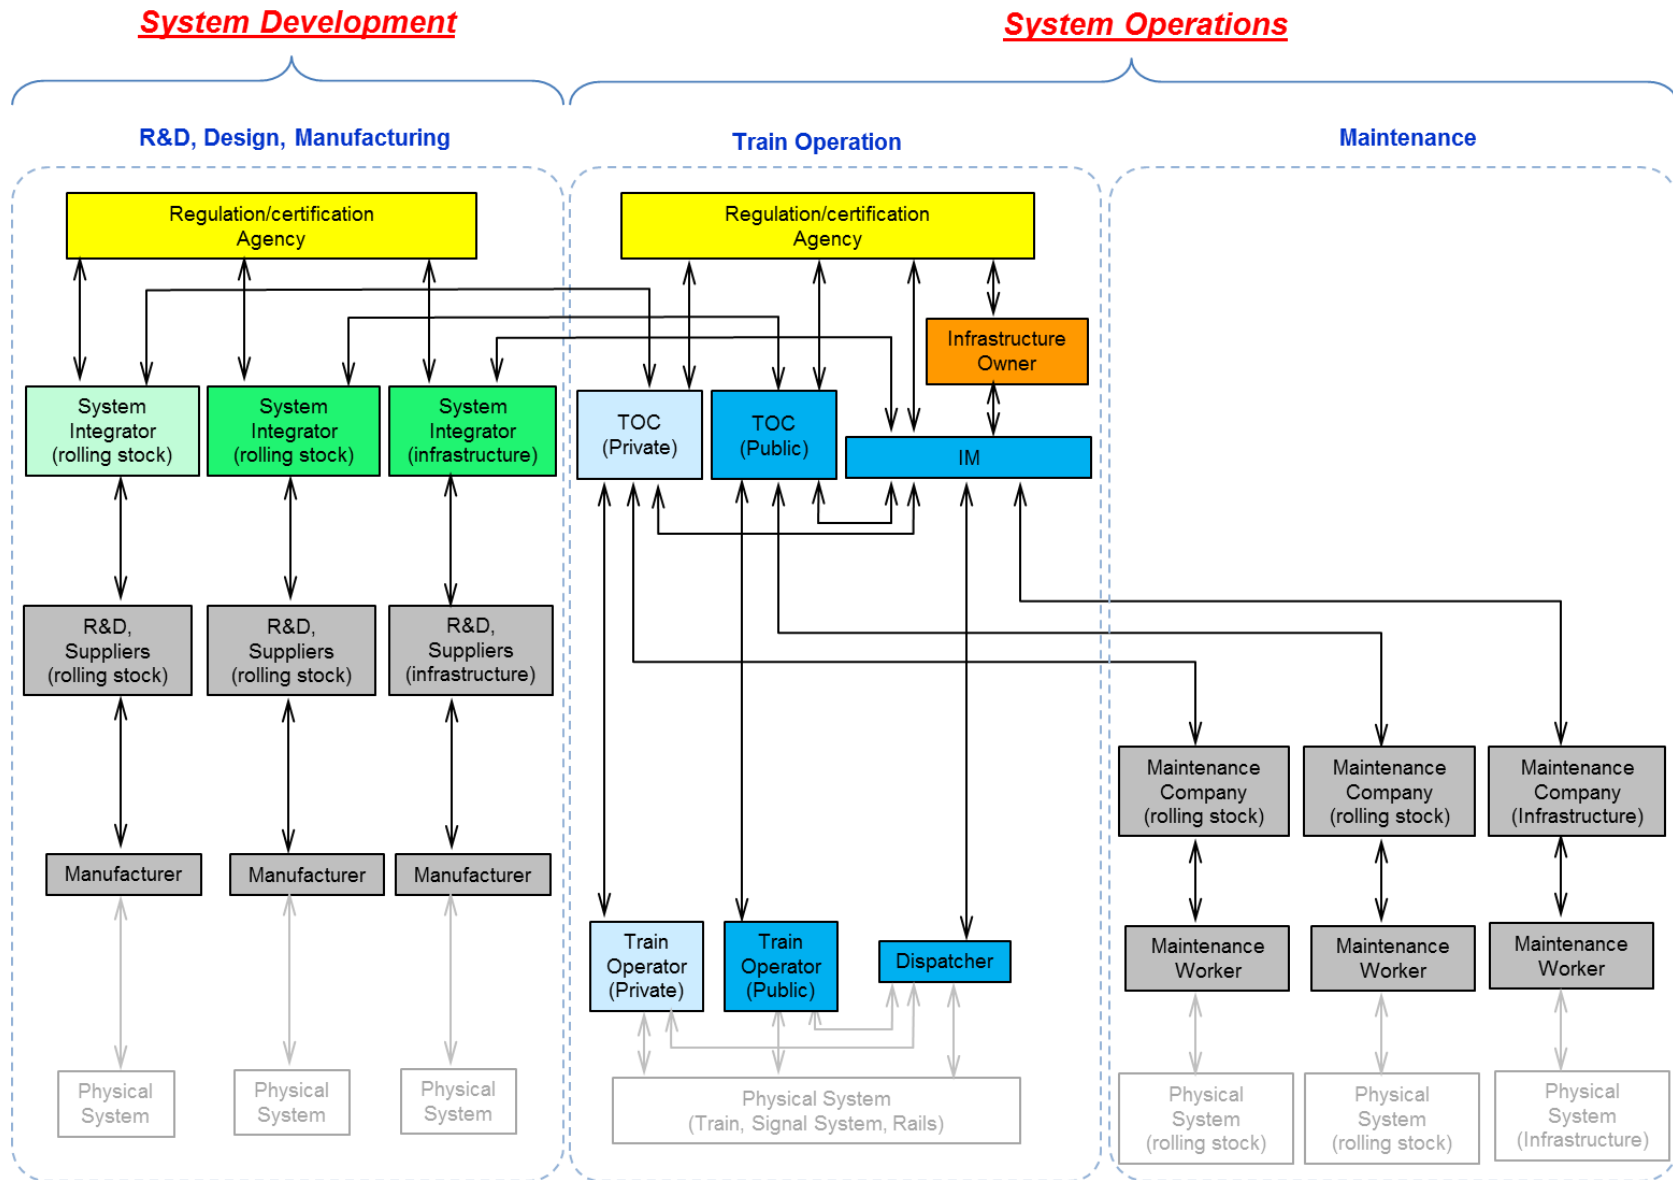 System Development
System Operations
R&D, Design, Manufacturing
Train Operation
Maintenance
Regulation/certification
Agency
Regulation/certification
Agency
Infrastructure
Owner
System
Integrator
(rolling stock)
System
Integrator
(rolling stock)
System
Integrator
(infrastructure)
TOC
(Private)
TOC
(Public)
IM
R&D,
Suppliers
(rolling stock)
R&D,
Suppliers
(rolling stock)
R&D,
Suppliers
(infrastructure)
Maintenance
Company
(rolling stock)
Maintenance
Company
(rolling stock)
Maintenance
Company
(Infrastructure)
Manufacturer
Manufacturer
Manufacturer
Train
Operator
(Private)
Train
Operator
(Public)
Dispatcher
Maintenance
Worker
Maintenance
Worker
Maintenance
Worker
Physical
System
Physical
System
Physical
System
Physical System
(Train, Signal System, Rails)
Physical
System
(rolling stock)
Physical
System
(rolling stock)
Physical
System
(Infrastructure)